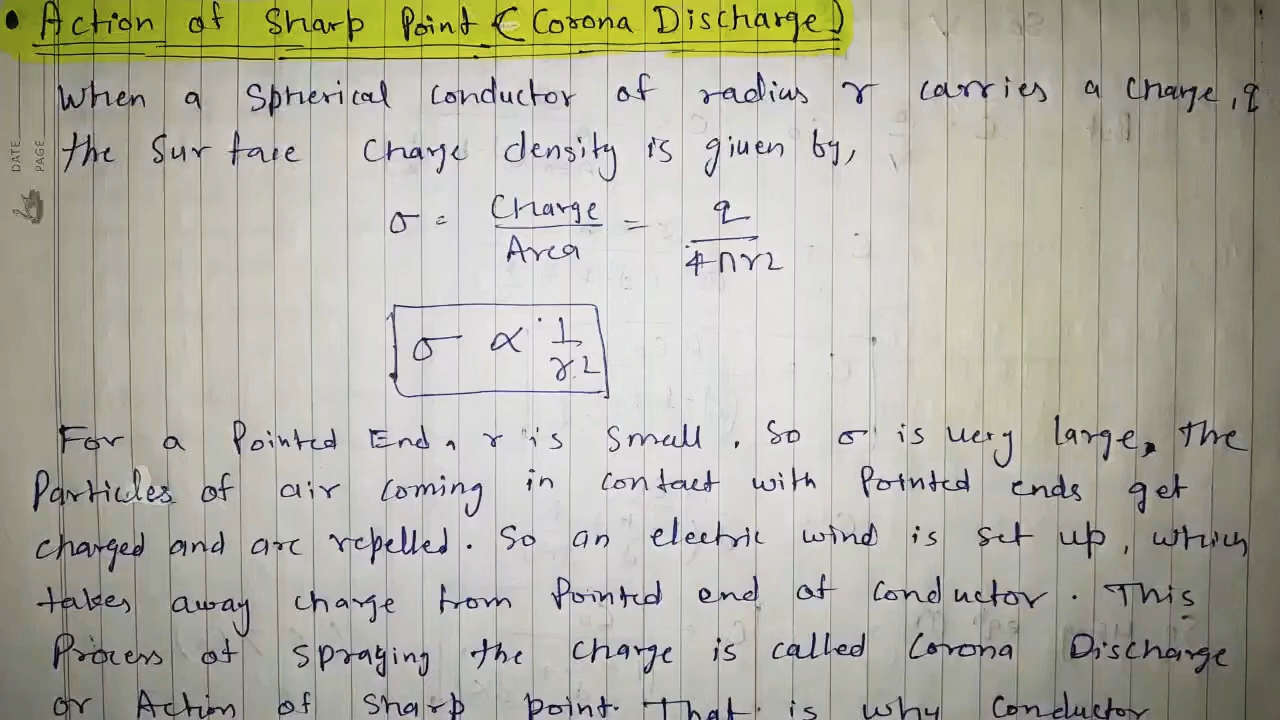 • Action of Sharp Point (Corona Discharge)
When a Spherical conductor of radius r carries a charge, q
the Surface charge density is given by,
σ = Charge/Area = q/4πr2
σ ∝ 1/r2
For a Pointed End, r is small. So σ is very large, The
Particles of air coming in contact with Pointed ends get
charged and are repelled. So an electric wind is set up, which
takes away charge from Pointed end of conductor. This
Process of spraying the charge is called Corona Discharge
or Action of sharp point. That is why conductor
DATE
PAGE